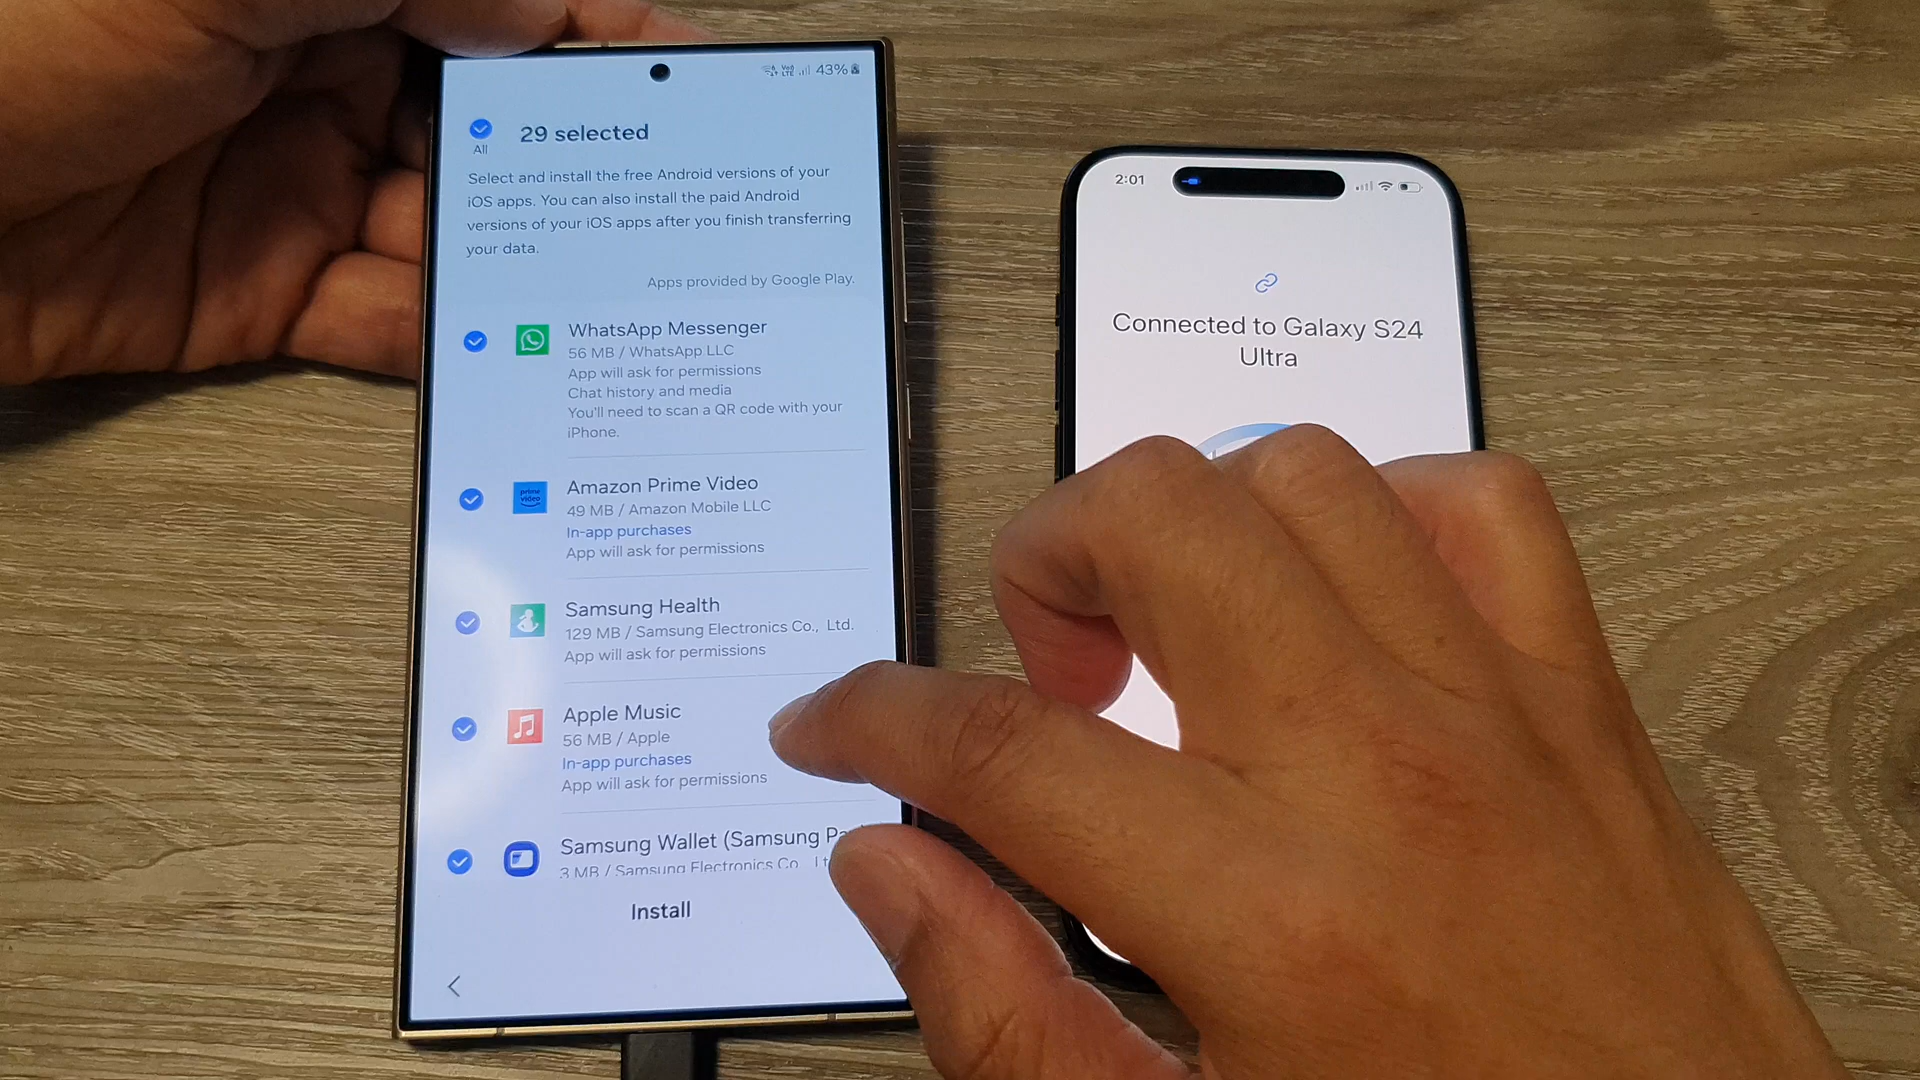 43%
29 selected
All
Select and install the free Android versions of your
iOS apps. You can also install the paid Android
versions of your iOS apps after you finish transferring
your data.
Apps provided by Google Play.
WhatsApp Messenger
56 MB / WhatsApp LLC
App will ask for permissions
Chat history and media
You'll need to scan a QR code with your
iPhone.
prime
video
Amazon Prime Video
49 MB / Amazon Mobile LLC
In-app purchases
App will ask for permissions
Samsung Health
129 MB / Samsung Electronics Co., Ltd.
App will ask for permissions
Apple Music
56 MB / Apple
In-app purchases
App will ask for permissions
Samsung Wallet (Samsung
3 MB / Samsung Electronics Co
Install
2:01
Connected to Galaxy S24
Ultra